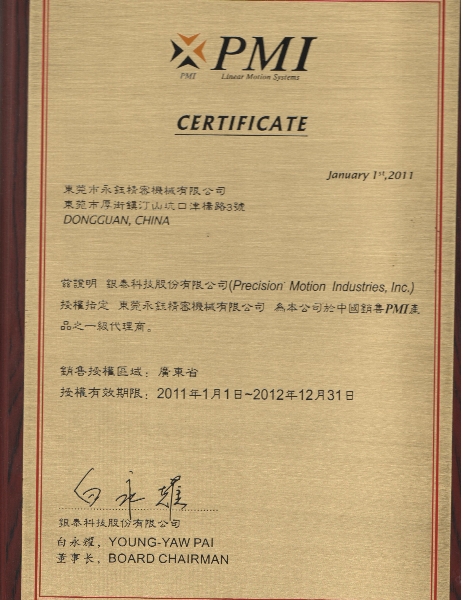 PMI
PMI
Linear Motion Systems
CERTIFICATE
January 1st,2011
東莞市永鈺精密機械有限公司
東莞市厚街鎮汀山坑口津橋路3號
DONGGUAN, CHINA
茲證明 銀泰科技股份有限公司(Precision Motion Industries, Inc.)
授權指定 東莞永鈺精密機械有限公司 為本公司於中國銷售PMI產
品之一級代理商。
銷售授權區域：廣東省
授權有效期限：2011年1月1日~2012年12月31日
白永耀
銀泰科技股份有限公司
白永耀，YOUNG-YAW PAI
董事長，BOARD CHAIRMAN